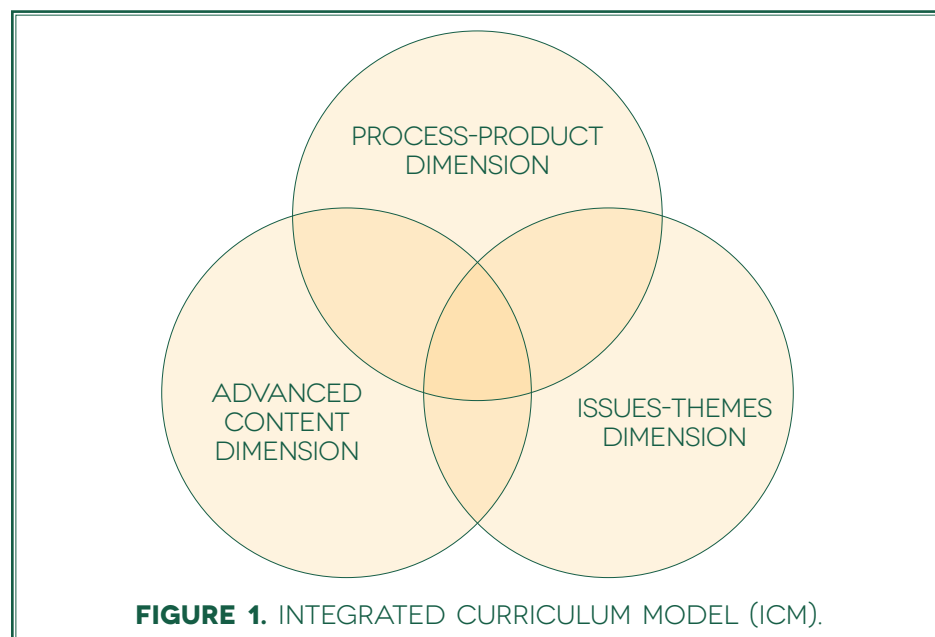 PROCESS-PRODUCT
DIMENSION
ADVANCED
CONTENT
DIMENSION
ISSUES-THEMES
DIMENSION
FIGURE 1. INTEGRATED CURRICULUM MODEL (ICM).